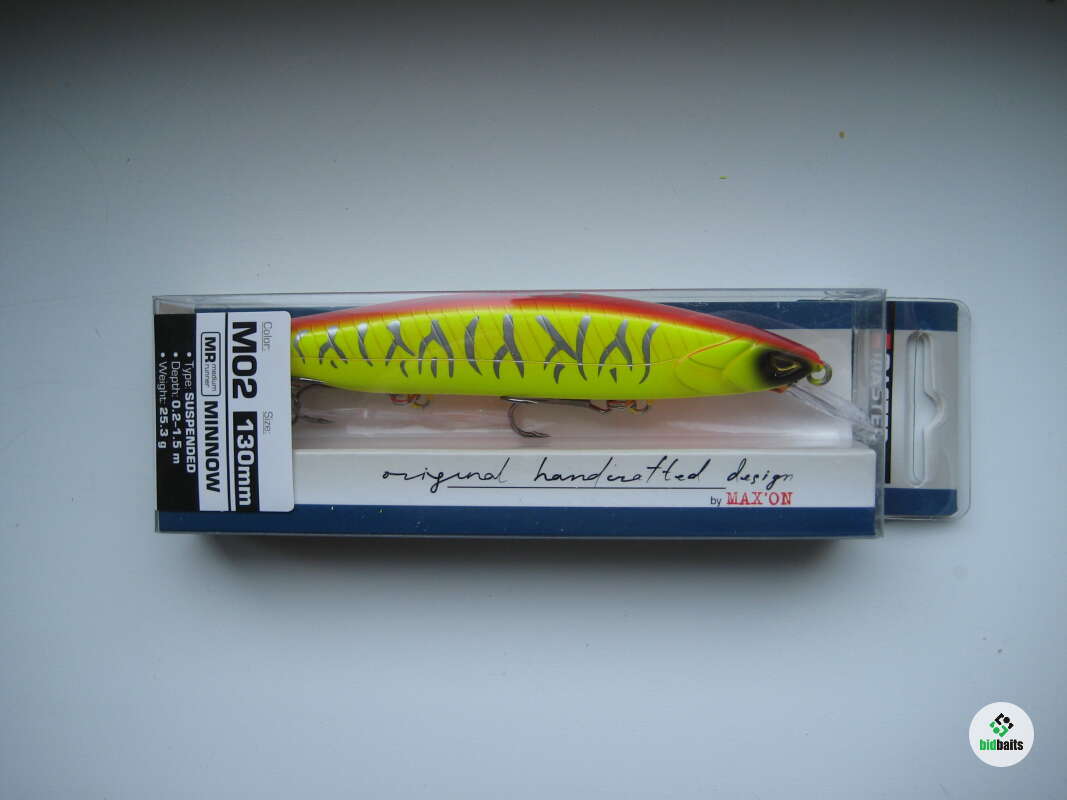 Color:
M02
Size:
130mm
MR medium runner MINNOW
• Type: SUSPENDED
• Depth: 0.2–1.5 m
• Weight: 25.3 g
original handcrafted design
by MAX'ON
bidbaits